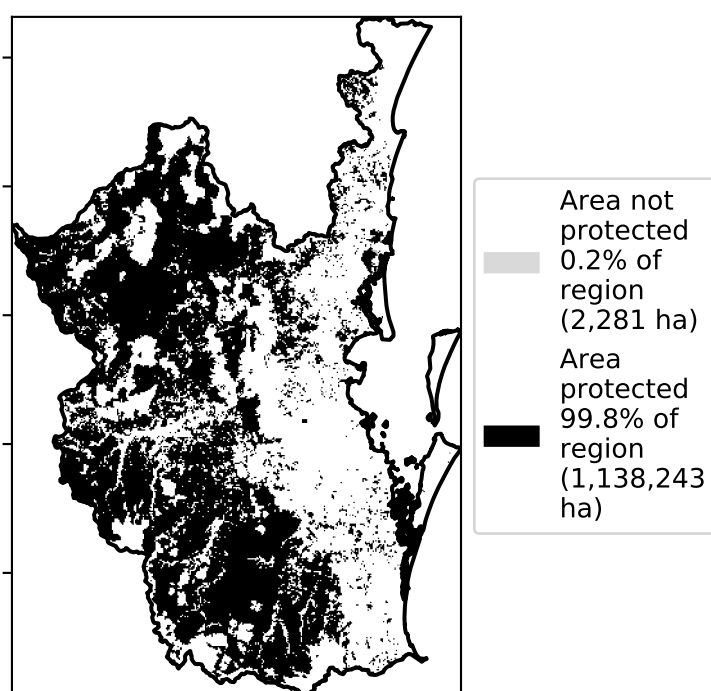 Area not
protected
0.2% of
region
(2,281 ha)
Area
protected
99.8% of
region
(1,138,243
ha)